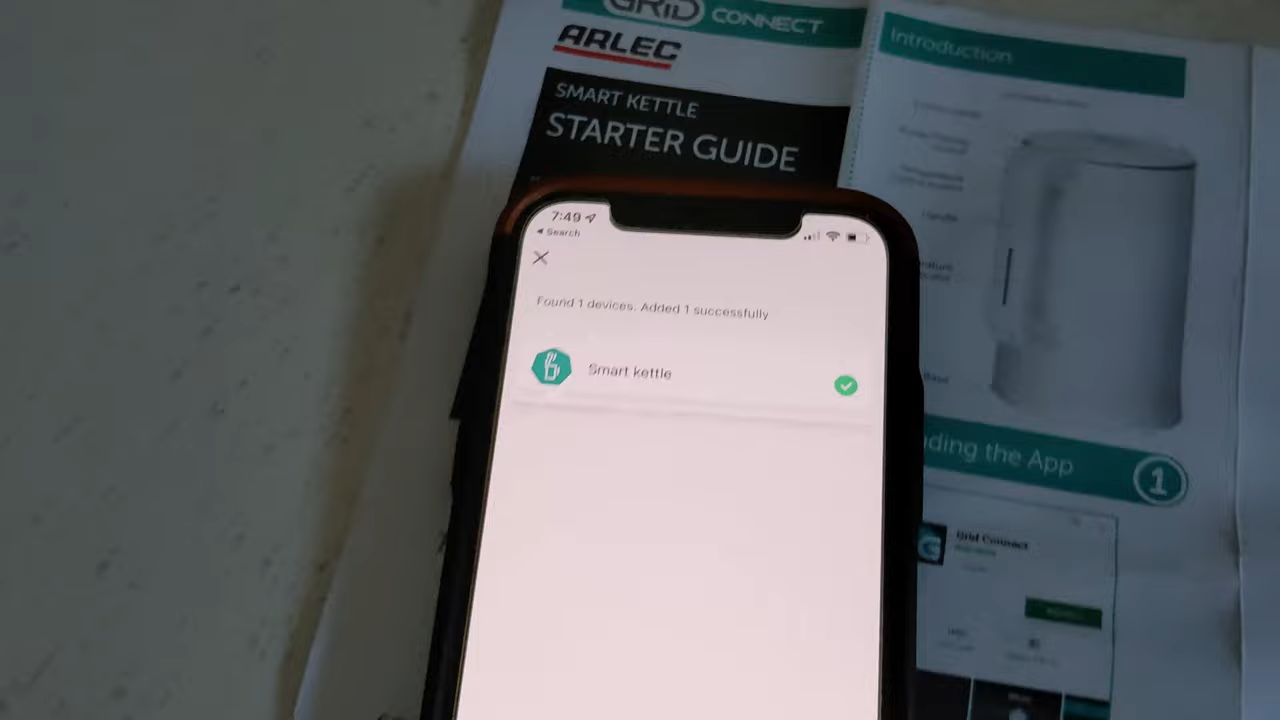 GRID CONNECT
ARLEC
SMART KETTLE
STARTER GUIDE
Introduction
Handle
7:49
Search
Found 1 devices. Added 1 successfully
Smart kettle
ding the App 1
Grid Connect